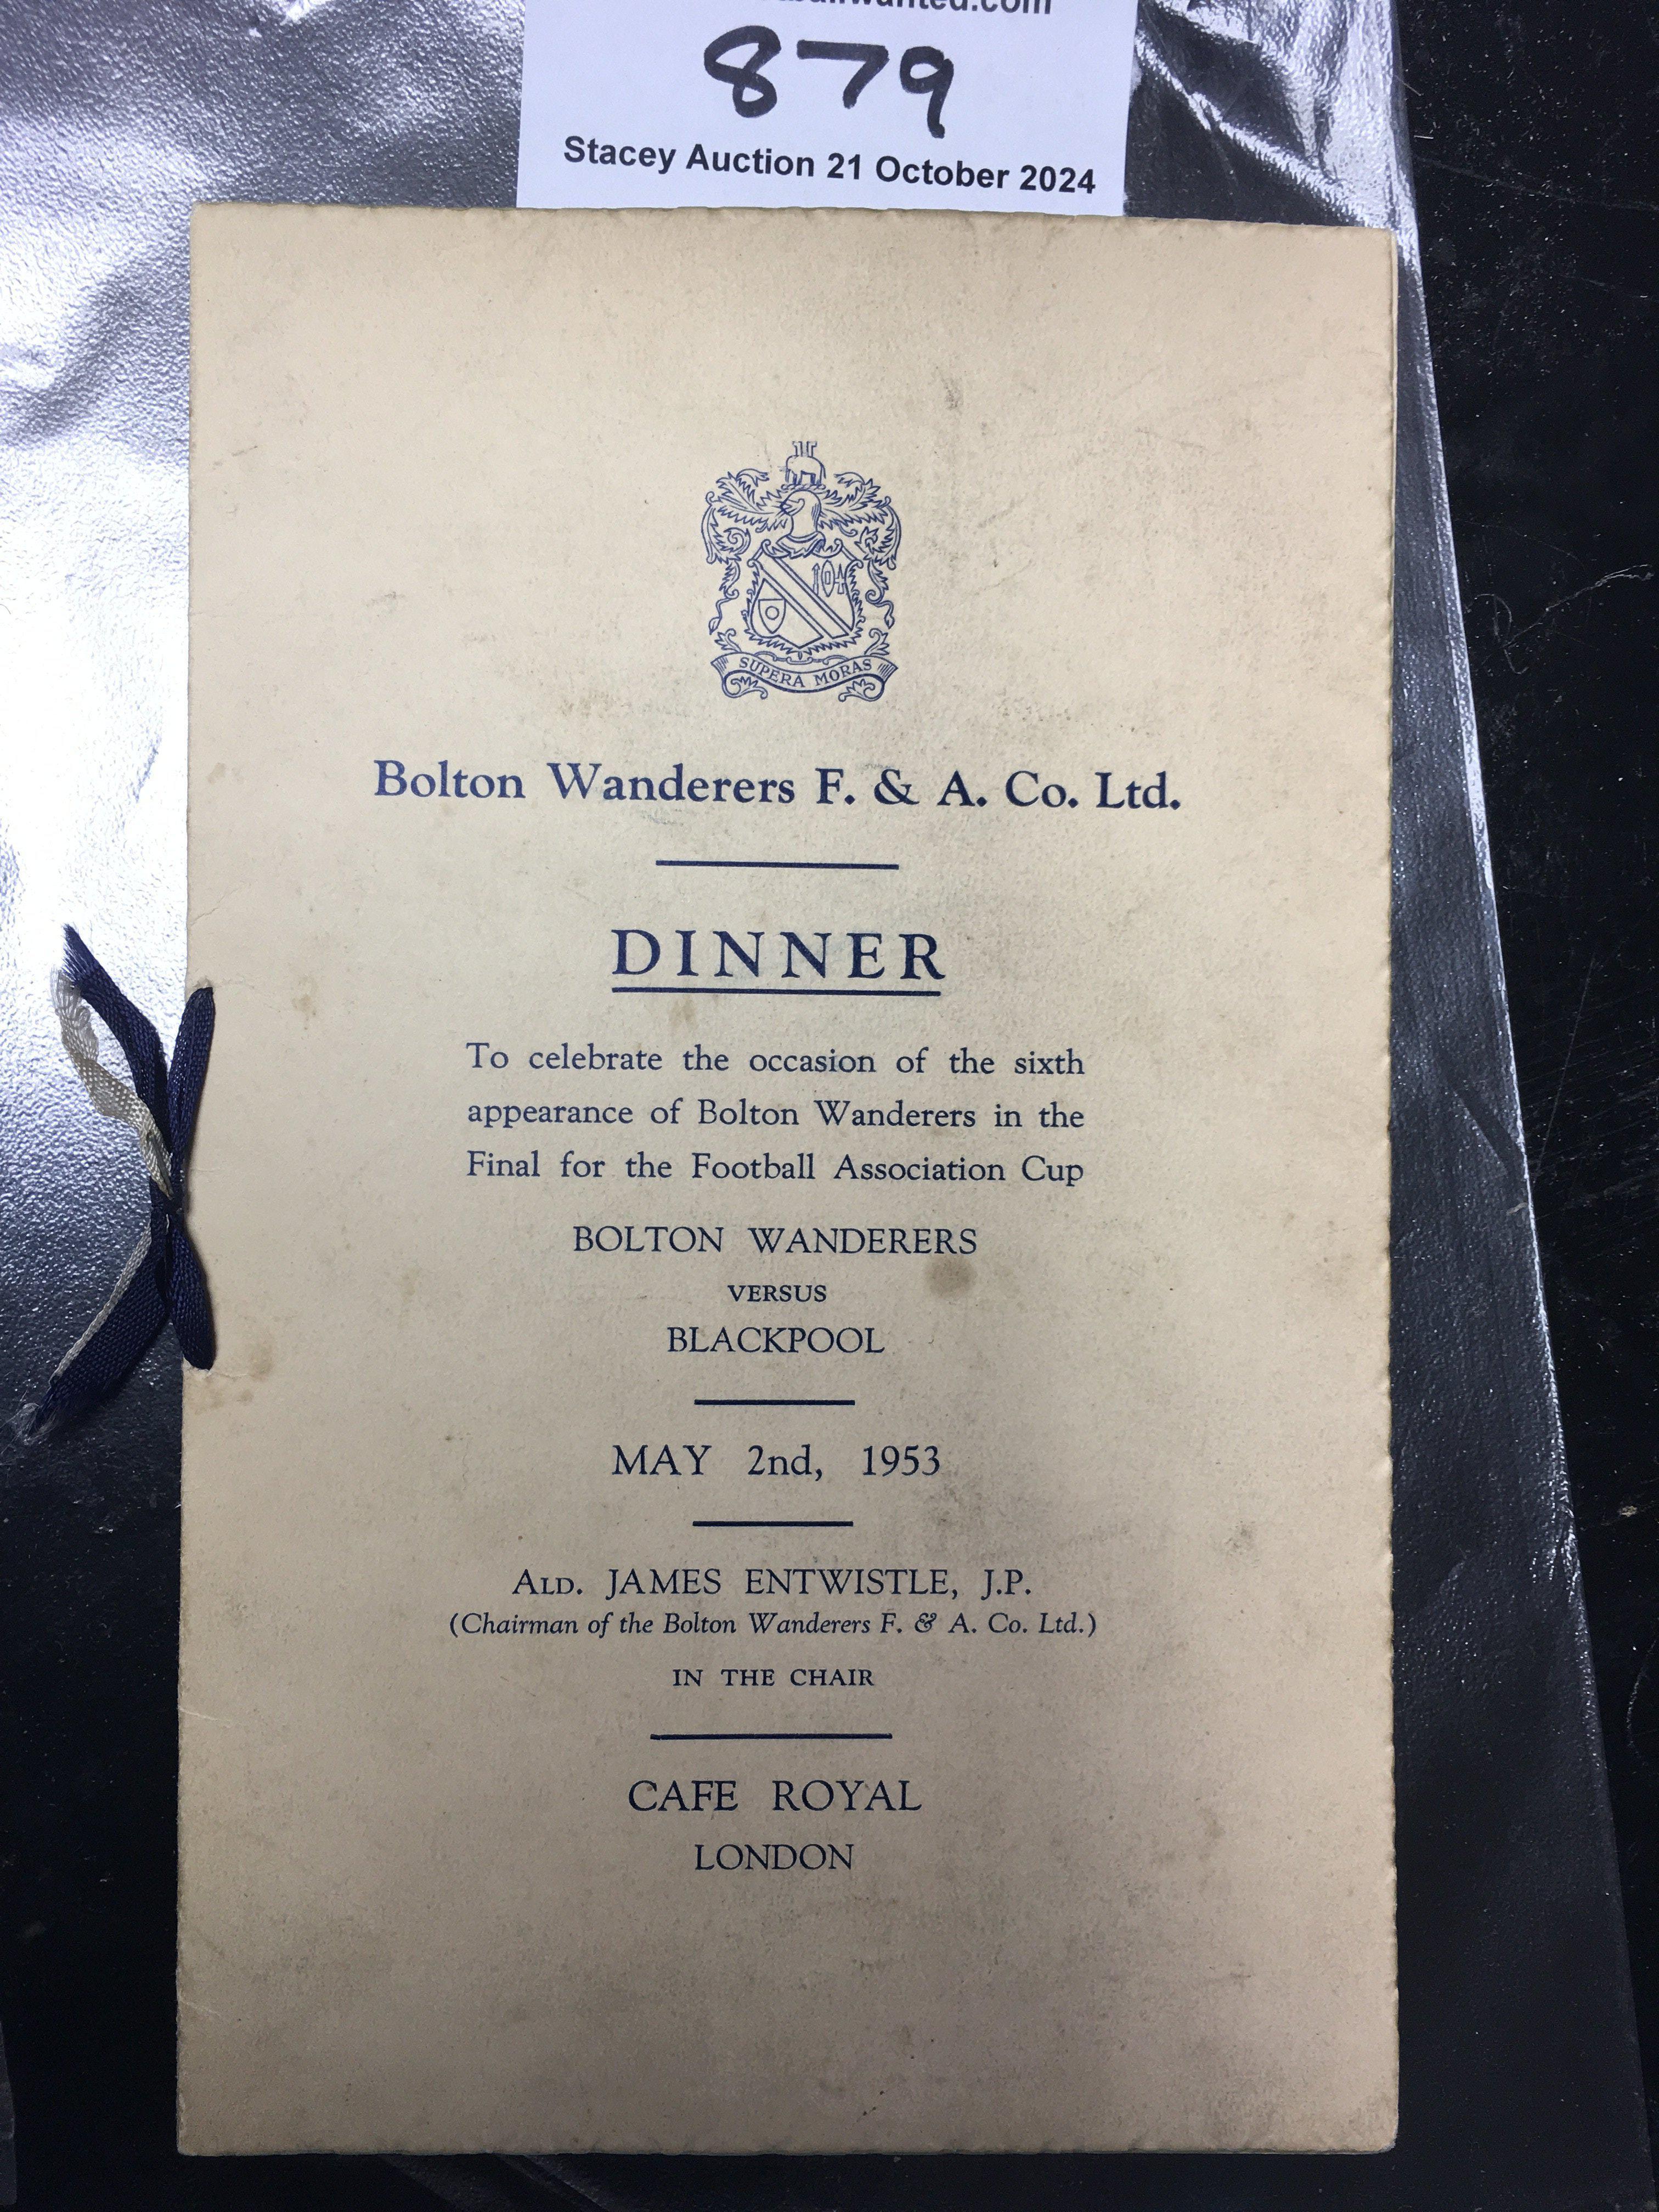 879
Stacey Auction 21 October 2024
SUPERA MORAS
Bolton Wanderers F. & A. Co. Ltd.
DINNER
To celebrate the occasion of the sixth
appearance of Bolton Wanderers in the
Final for the Football Association Cup
BOLTON WANDERERS
VERSUS
BLACKPOOL
MAY 2nd, 1953
ALD. JAMES ENTWISTLE, J.P.
(Chairman of the Bolton Wanderers F. & A. Co. Ltd.)
IN THE CHAIR
CAFE ROYAL
LONDON